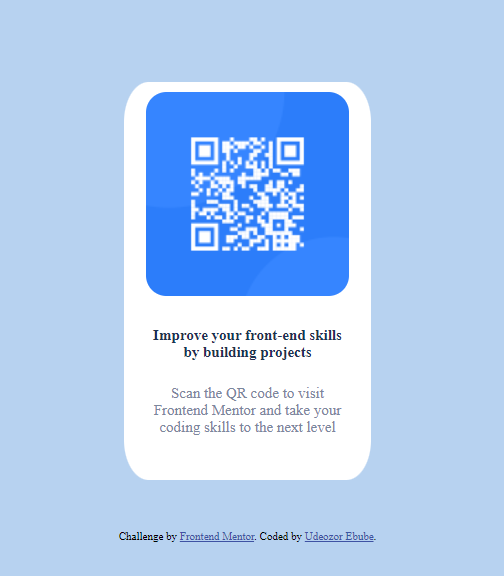 Improve your front-end skills
by building projects
Scan the QR code to visit
Frontend Mentor and take your
coding skills to the next level
Challenge by Frontend Mentor. Coded by Udeozor Ebube.